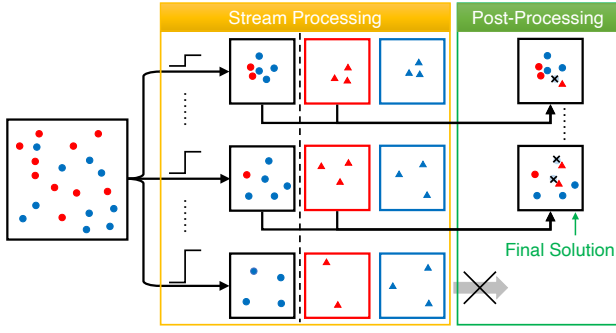 Stream Processing
Post-Processing
Final Solution